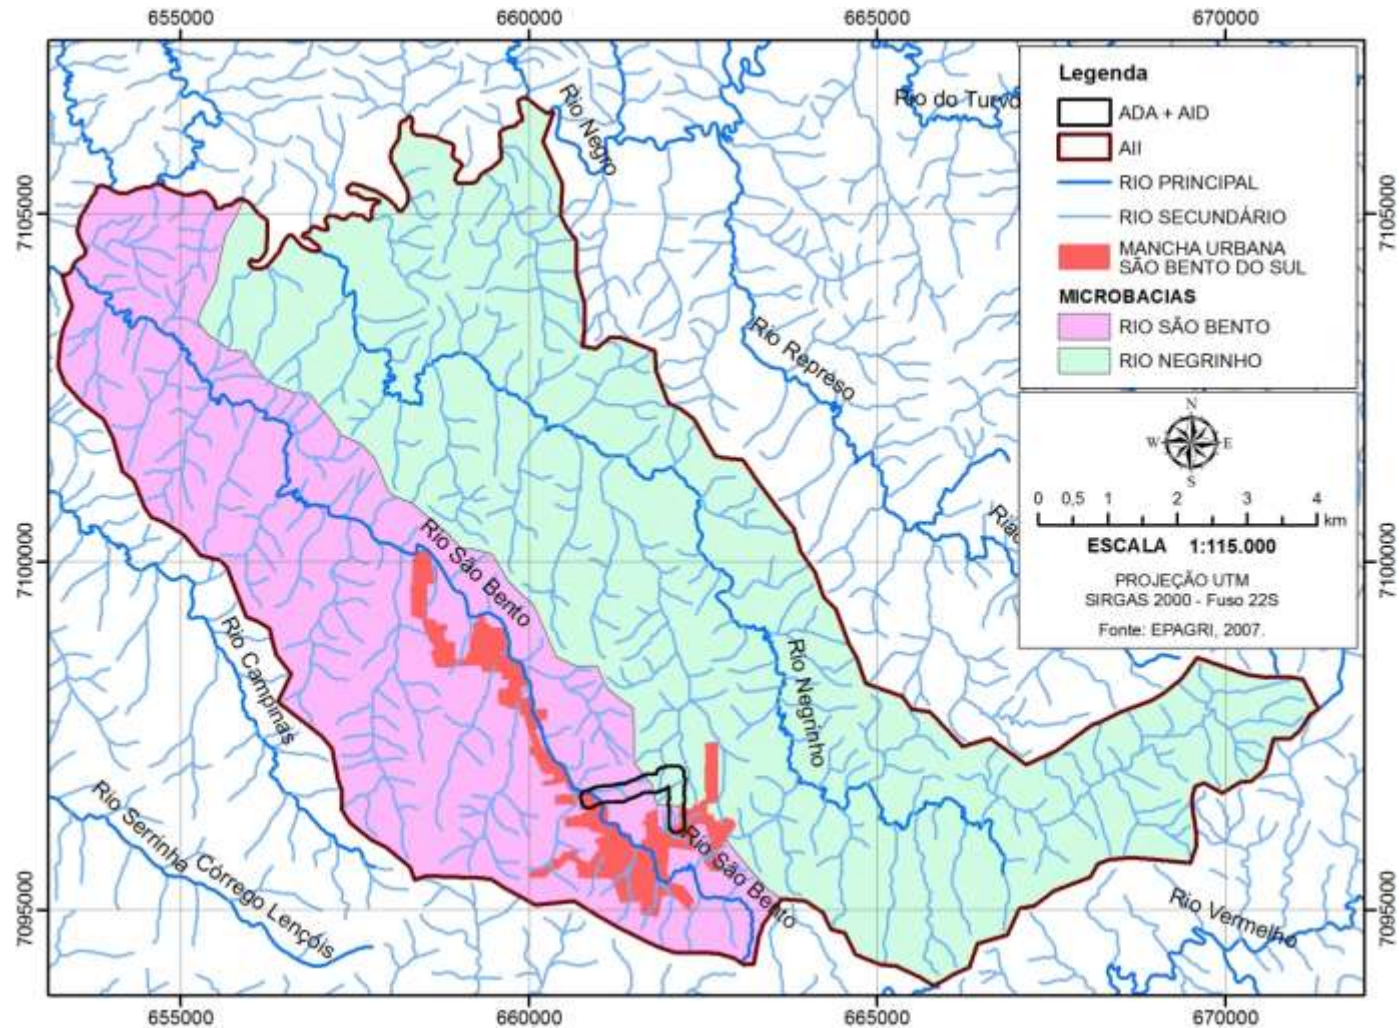 655000
660000
665000
670000
Rio Negro
Rio do Turvo
7105000
7105000
Legenda
ADA + AID
AII
RIO PRINCIPAL
RIO SECUNDÁRIO
MANCHA URBANA
SÃO BENTO DO SUL
MICROBACIAS
RIO SÃO BENTO
RIO NEGRINHO
Rio Represo
N
W
E
S
0
0,5
1
2
3
4
km
ESCALA 1:115.000
PROJEÇÃO UTM
SIRGAS 2000 - Fuso 22S
Fonte: EPAGRI, 2007.
7100000
7100000
Rio São Bento
Rio Campinas
Rio Negrinho
Rio Serrinha
Córrego Lençóis
Rio São Bento
Rio Vermelho
7095000
7095000
655000
660000
665000
670000